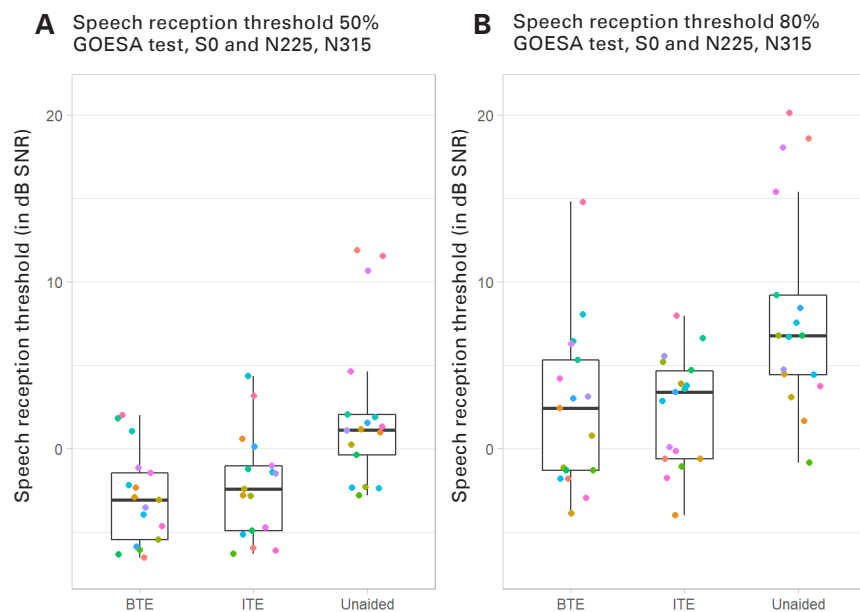 A Speech reception threshold 50%
GOESA test, S0 and N225, N315
Speech reception threshold (in dB SNR)
20
10
0
BTE ITE Unaided
B Speech reception threshold 80%
GOESA test, S0 and N225, N315
Speech reception threshold (in dB SNR)
20
10
0
BTE ITE Unaided